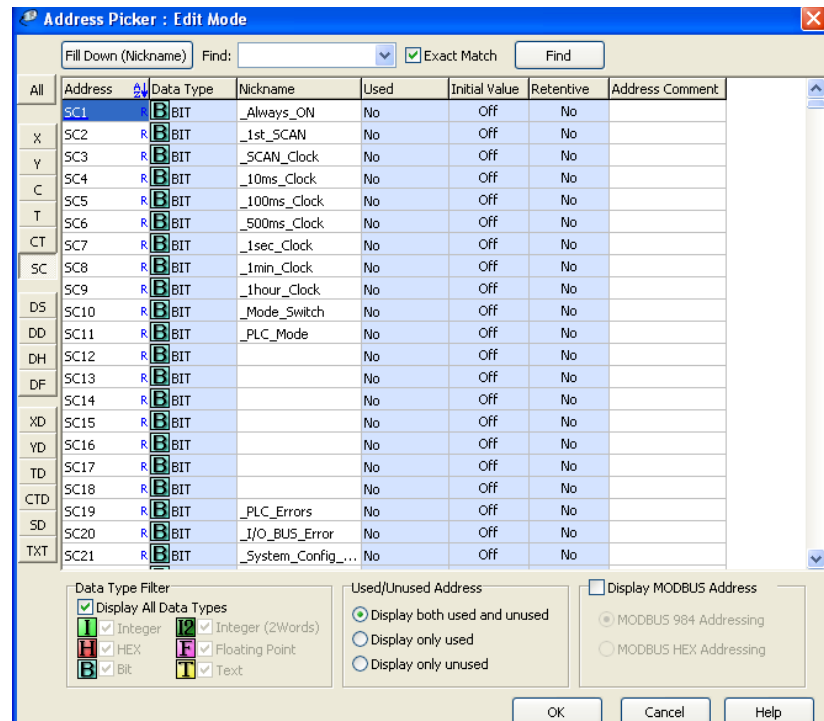 Address Picker : Edit Mode
Fill Down (Nickname) Find: Exact Match Find
All Address Data Type Nickname Used Initial Value Retentive Address Comment
SC1 R B BIT _Always_ON No Off No
X SC2 R B BIT _1st_SCAN No Off No
SC3 R B BIT _SCAN_Clock No Off No
Y SC4 R B BIT _10ms_Clock No Off No
C SC5 R B BIT _100ms_Clock No Off No
T SC6 R B BIT _500ms_Clock No Off No
CT SC7 R B BIT _1sec_Clock No Off No
SC SC8 R B BIT _1min_Clock No Off No
SC9 R B BIT _1hour_Clock No Off No
DS SC10 R B BIT _Mode_Switch No Off No
DD SC11 R B BIT _PLC_Mode No Off No
DH SC12 R B BIT No Off No
DF SC13 R B BIT No Off No
SC14 R B BIT No Off No
XD SC15 R B BIT No Off No
YD SC16 R B BIT No Off No
TD SC17 R B BIT No Off No
CTD SC18 R B BIT No Off No
SC19 R B BIT _PLC_Errors No Off No
SD SC20 R B BIT _I/O_BUS_Error No Off No
TXT SC21 R B BIT _System_Config_... No Off No
Data Type Filter Used/Unused Address Display MODBUS Address
Display All Data Types Display both used and unused MODBUS 984 Addressing
I Integer I2 Integer (2Words) Display only used MODBUS HEX Addressing
H HEX F Floating Point Display only unused
B Bit T Text
OK Cancel Help